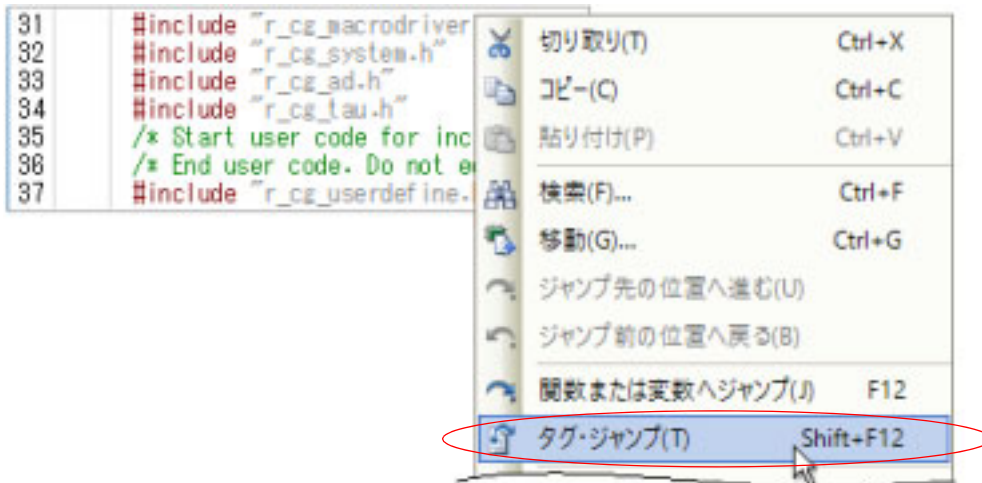 31 #include "r_cg_macrodriver
32 #include "r_cg_system.h"
33 #include "r_cg_ad.h"
34 #include "r_cg_tau.h"
35 /* Start user code for inc
36 /* End user code. Do not e
37 #include "r_cg_userdefine.
切り取り(T) Ctrl+X
コピー(C) Ctrl+C
貼り付け(P) Ctrl+V
検索(F)... Ctrl+F
移動(G)... Ctrl+G
ジャンプ先の位置へ進む(U)
ジャンプ前の位置へ戻る(B)
関数または変数へジャンプ(J) F12
タグ・ジャンプ(T) Shift+F12